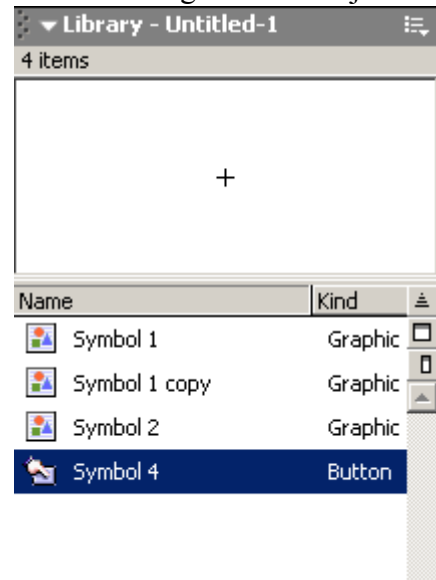 Library - Untitled-1
4 items
Name Kind
Symbol 1 Graphic
Symbol 1 copy Graphic
Symbol 2 Graphic
Symbol 4 Button